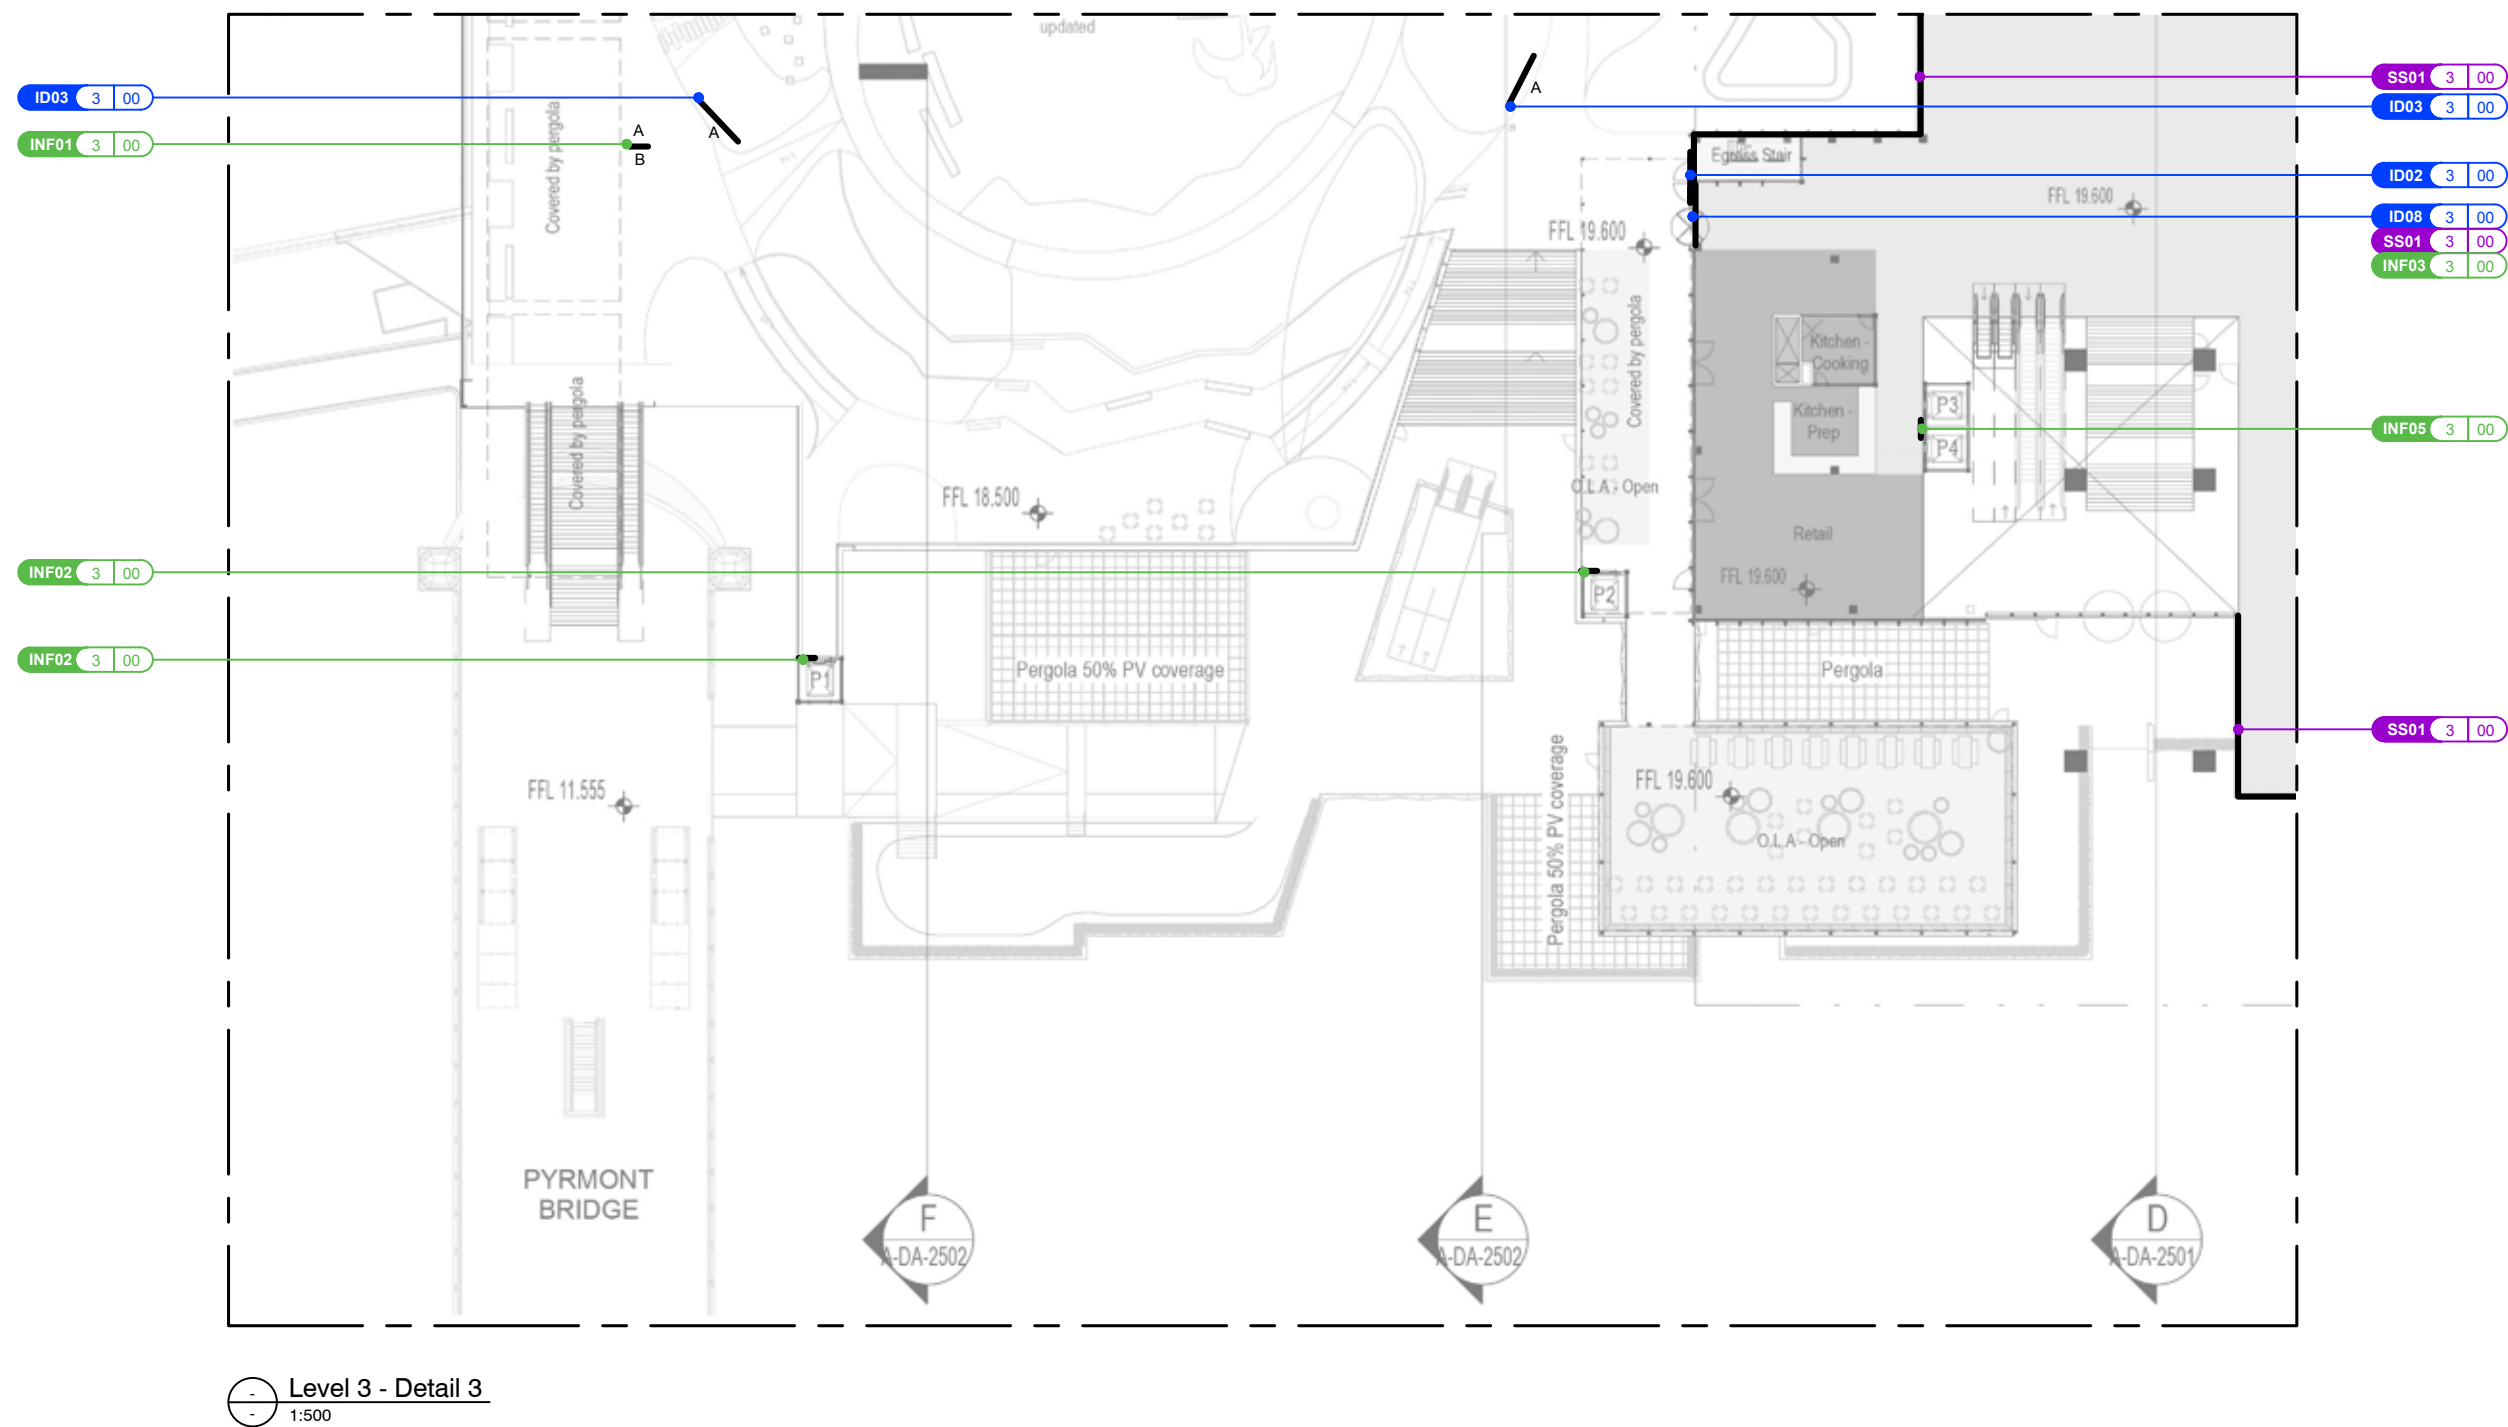 updated
SS01 3 00
ID03 3 00
A
ID03 3 00
A
INF01 3 00
A
B
Covered by pergola
Egress Stair
ID02 3 00
FFL 19.600
ID08 3 00
SS01 3 00
INF03 3 00
FFL 19.600
Covered by pergola
Kitchen -
Cooking
Kitchen -
Prep
P3
P4
INF05 3 00
Covered by pergola
O.L.A - Open
FFL 18.500
Retail
FFL 19.600
INF02 3 00
P2
INF02 3 00
P1
Pergola 50% PV coverage
Pergola
SS01 3 00
FFL 11.555
Pergola 50% PV coverage
FFL 19.600
O.L.A - Open
PYRMONT
BRIDGE
F
A-DA-2502
E
A-DA-2502
D
A-DA-2501
-
-
Level 3 - Detail 3
1:500